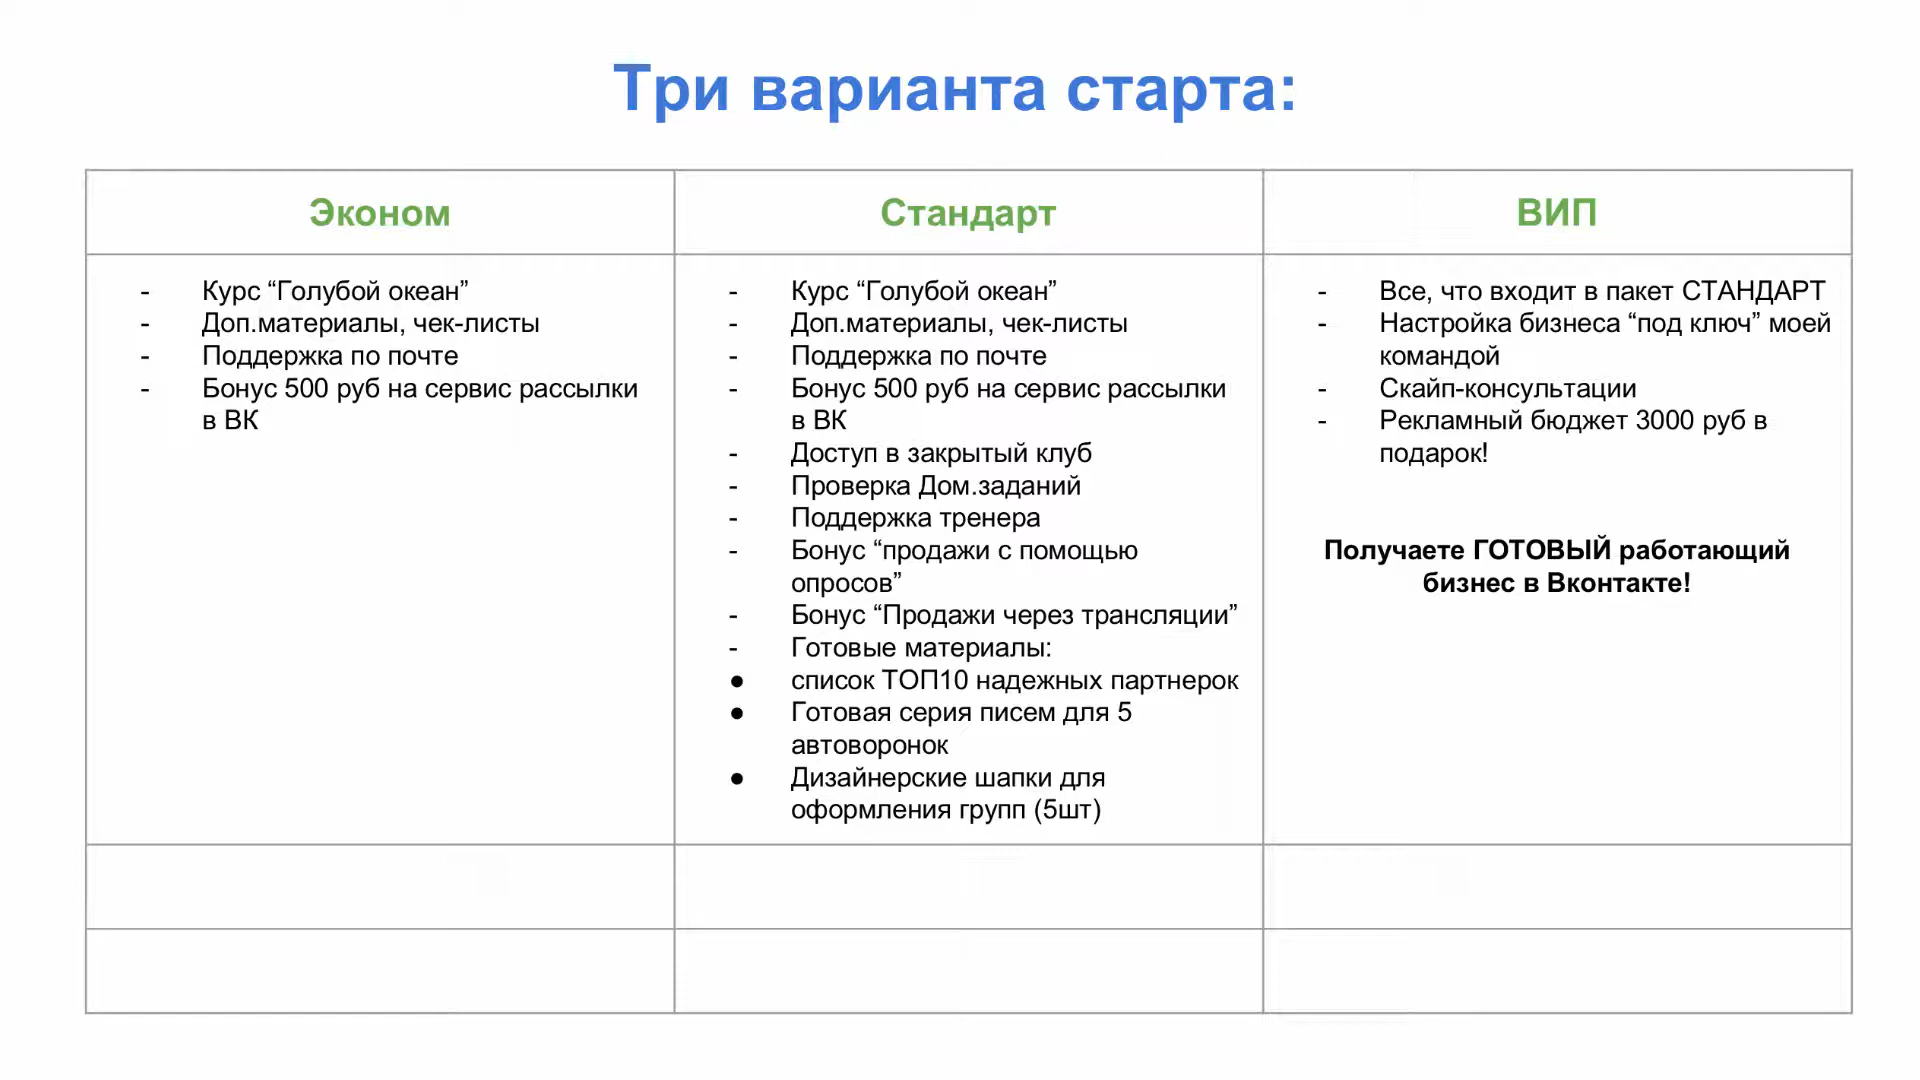 Три варианта старта:
Эконом
Стандарт
ВИП
- Курс “Голубой океан”
- Доп.материалы, чек-листы
- Поддержка по почте
- Бонус 500 руб на сервис рассылки
в ВК
- Курс “Голубой океан”
- Доп.материалы, чек-листы
- Поддержка по почте
- Бонус 500 руб на сервис рассылки
в ВК
- Доступ в закрытый клуб
- Проверка Дом.заданий
- Поддержка тренера
- Бонус “продажи с помощью
опросов”
- Бонус “Продажи через трансляции”
- Готовые материалы:
● список ТОП10 надежных партнерок
● Готовая серия писем для 5
автоворонок
● Дизайнерские шапки для
оформления групп (5шт)
- Все, что входит в пакет СТАНДАРТ
- Настройка бизнеса “под ключ” моей
командой
- Скайп-консультации
- Рекламный бюджет 3000 руб в
подарок!
Получаете ГОТОВЫЙ работающий
бизнес в Вконтакте!